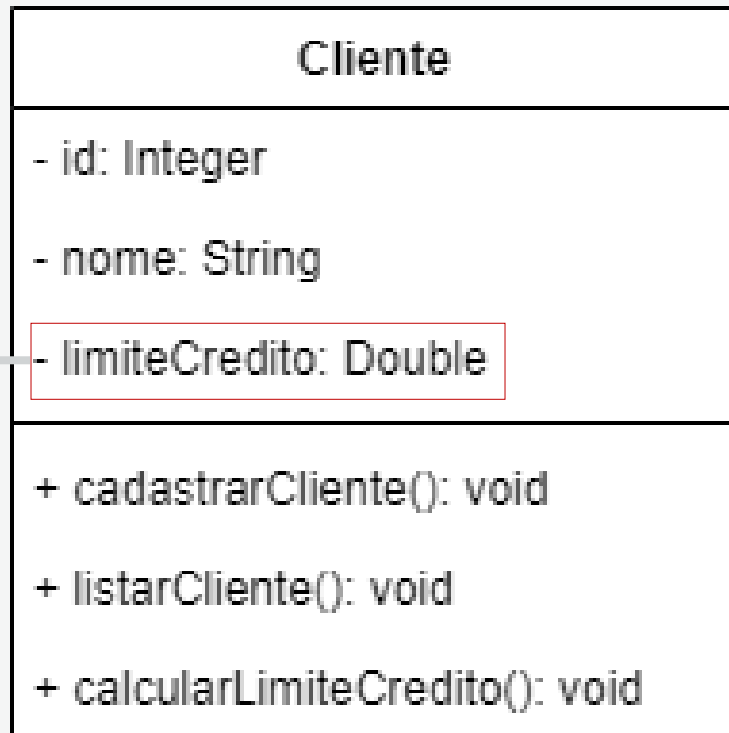 Cliente
- id: Integer
- nome: String
- limiteCredito: Double
+ cadastrarCliente(): void
+ listarCliente(): void
+ calcularLimiteCredito(): void